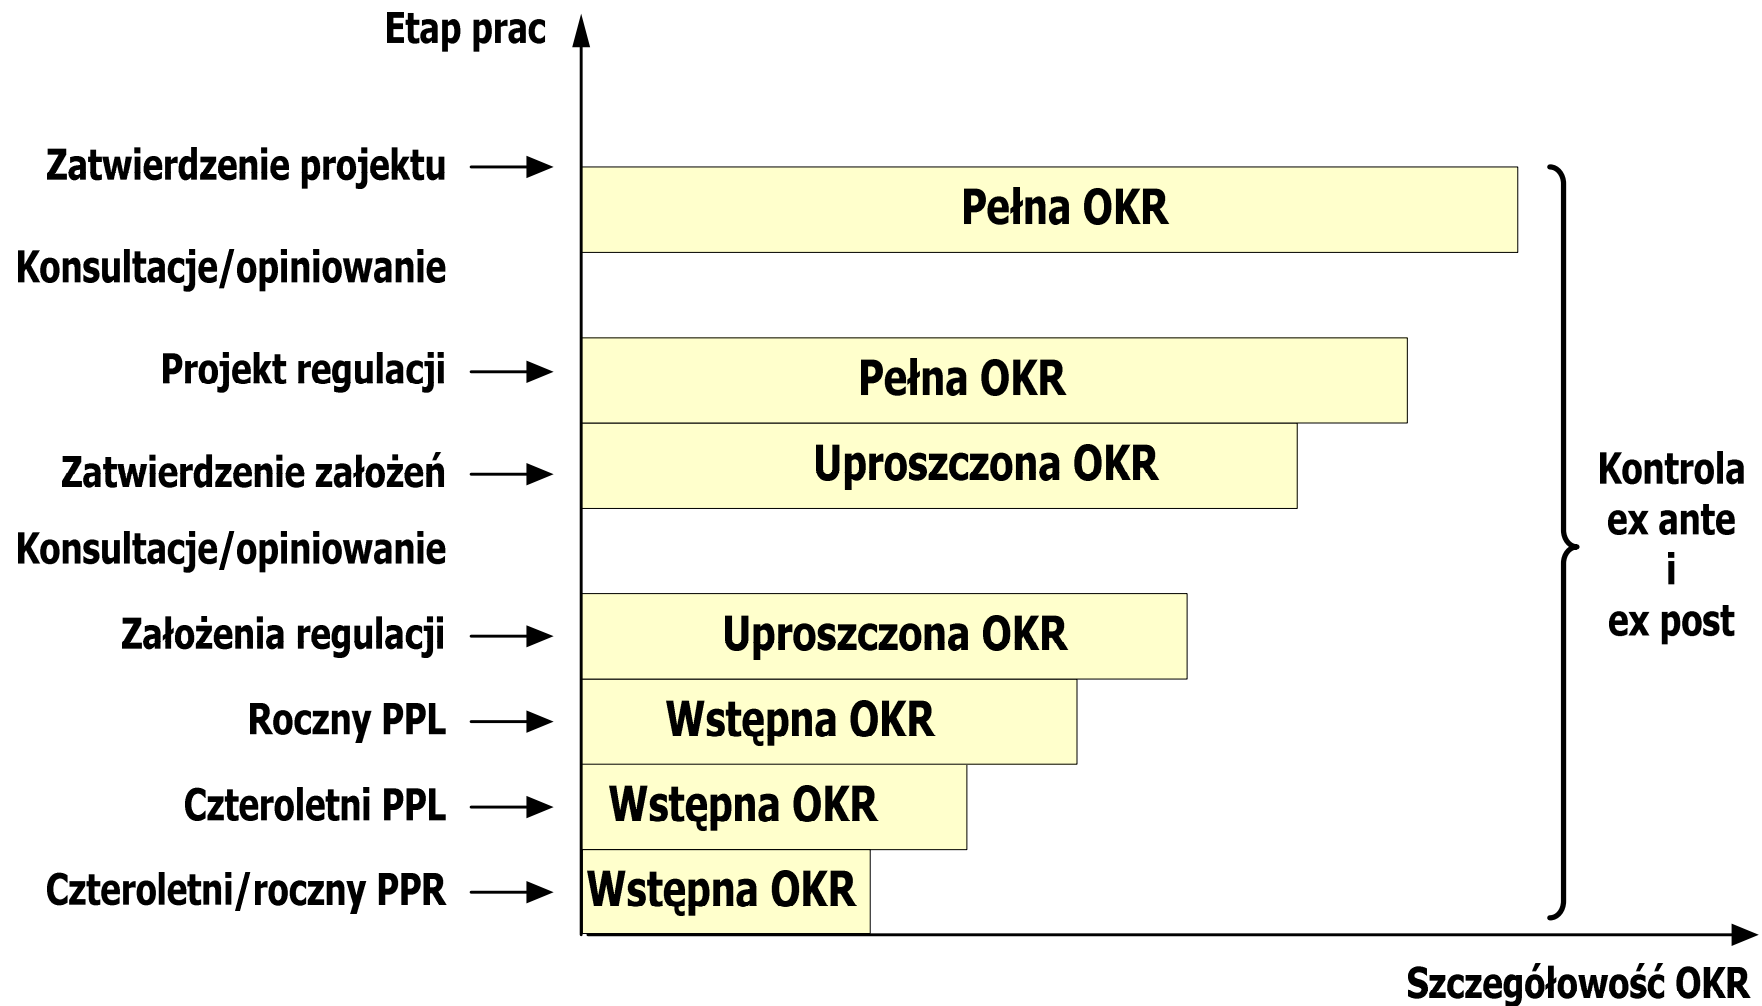 Etap prac
Zatwierdzenie projektu
Pełna OKR
Konsultacje/opiniowanie
Projekt regulacji
Pełna OKR
Zatwierdzenie założeń
Uproszczona OKR
Konsultacje/opiniowanie
Założenia regulacji
Uproszczona OKR
Roczny PPL
Wstępna OKR
Czteroletni PPL
Wstępna OKR
Czteroletni/roczny PPR
Wstępna OKR
Kontrola
ex ante
i
ex post
Szczegółowość OKR